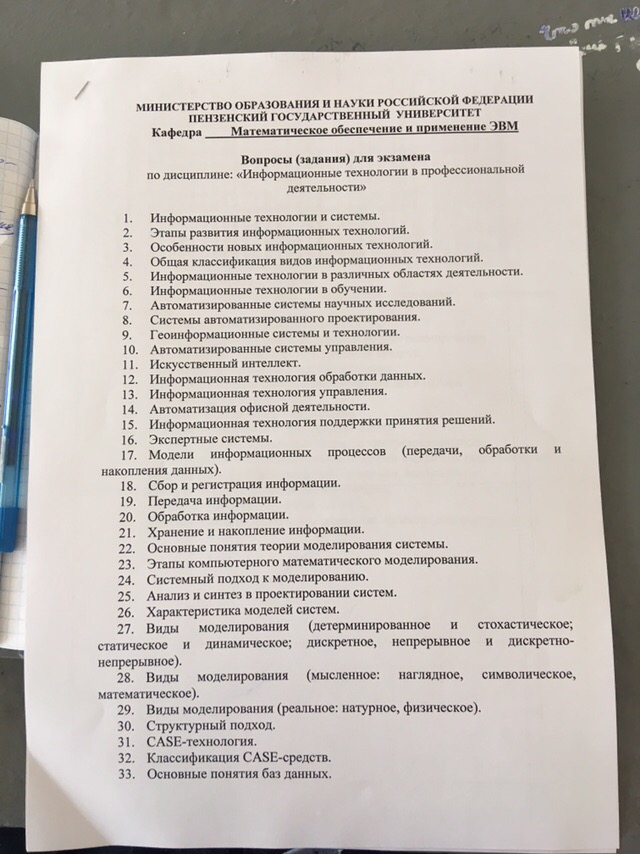 МИНИСТЕРСТВО ОБРАЗОВАНИЯ И НАУКИ РОССИЙСКОЙ ФЕДЕРАЦИИ
ПЕНЗЕНСКИЙ ГОСУДАРСТВЕННЫЙ УНИВЕРСИТЕТ
Кафедра Математическое обеспечение и применение ЭВМ
Вопросы (задания) для экзамена
по дисциплине: «Информационные технологии в профессиональной
деятельности»
1. Информационные технологии и системы.
2. Этапы развития информационных технологий.
3. Особенности новых информационных технологий.
4. Общая классификация видов информационных технологий.
5. Информационные технологии в различных областях деятельности.
6. Информационные технологии в обучении.
7. Автоматизированные системы научных исследований.
8. Системы автоматизированного проектирования.
9. Геоинформационные системы и технологии.
10. Автоматизированные системы управления.
11. Искусственный интеллект.
12. Информационная технология обработки данных.
13. Информационная технология управления.
14. Автоматизация офисной деятельности.
15. Информационная технология поддержки принятия решений.
16. Экспертные системы.
17. Модели информационных процессов (передачи, обработки и
накопления данных).
18. Сбор и регистрация информации.
19. Передача информации.
20. Обработка информации.
21. Хранение и накопление информации.
22. Основные понятия теории моделирования системы.
23. Этапы компьютерного математического моделирования.
24. Системный подход к моделированию.
25. Анализ и синтез в проектировании систем.
26. Характеристика моделей систем.
27. Виды моделирования (детерминированное и стохастическое;
статическое и динамическое; дискретное, непрерывное и дискретно-
непрерывное).
28. Виды моделирования (мысленное: наглядное, символическое,
математическое).
29. Виды моделирования (реальное: натурное, физическое).
30. Структурный подход.
31. CASE-технология.
32. Классификация CASE-средств.
33. Основные понятия баз данных.